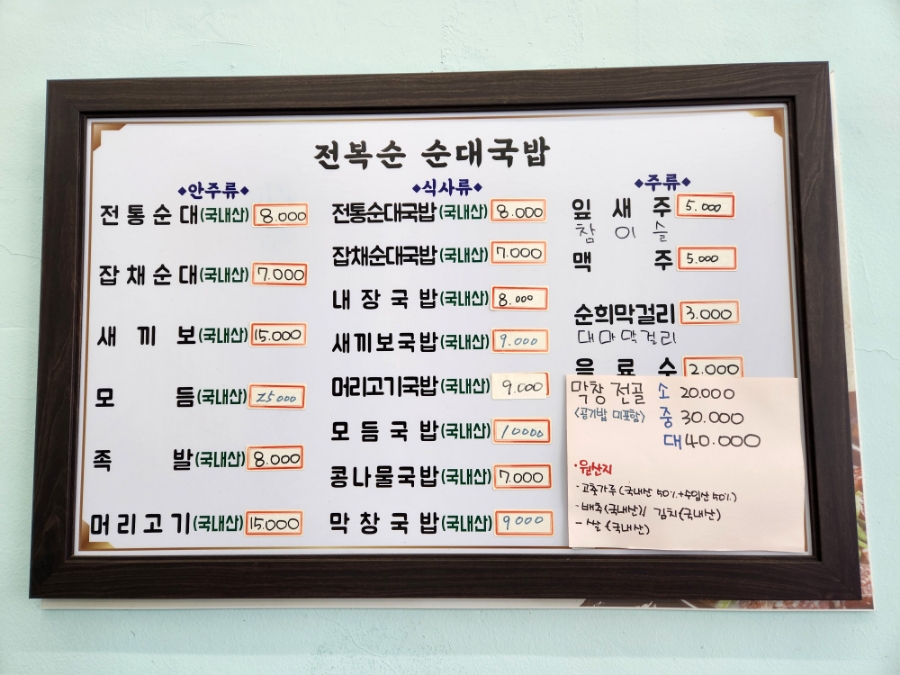 전복순 순대국밥
◆안주류◆
전통순대(국내산) 8.000
잡채순대(국내산) 7.000
새끼보(국내산) 15.000
모듬(국내산) 25000
족발(국내산) 8.000
머리고기(국내산) 15.000
◆식사류◆
전통순대국밥(국내산) 8.000
잡채순대국밥(국내산) 7.000
내장국밥(국내산) 8.000
새끼보국밥(국내산) 9.000
머리고기국밥(국내산) 9.000
모듬국밥(국내산) 10000
콩나물국밥(국내산) 7.000
막창국밥(국내산) 9000
◆주류◆
잎새주 5.000
참이슬
맥주 5.000
순희막걸리 3.000
대마막걸리
음료수 2.000
막창전골 소 20.000
(공기밥 미포함) 중 30.000
대 40.000
·원산지
-고춧가루(국내산 50%+수입산 50%)
-배추(국내산)/ 김치(국내산)
-쌀(국내산)